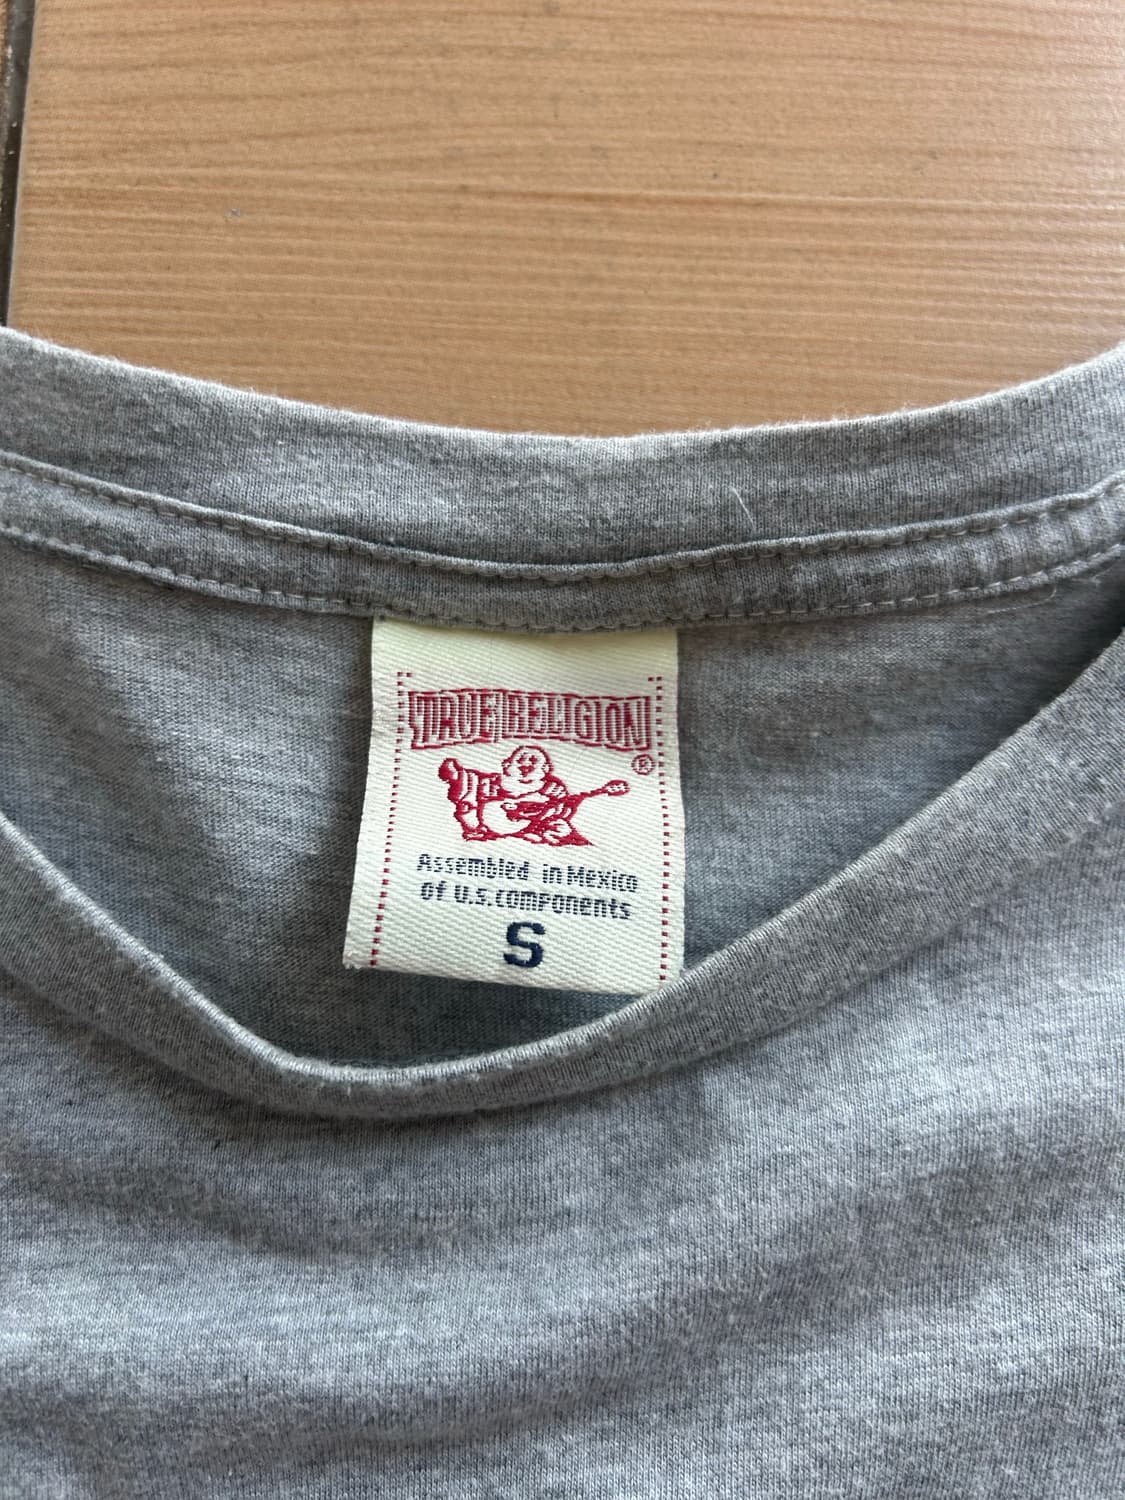 TRUE RELIGION
®
Assembled in Mexico
of U.S. components
S